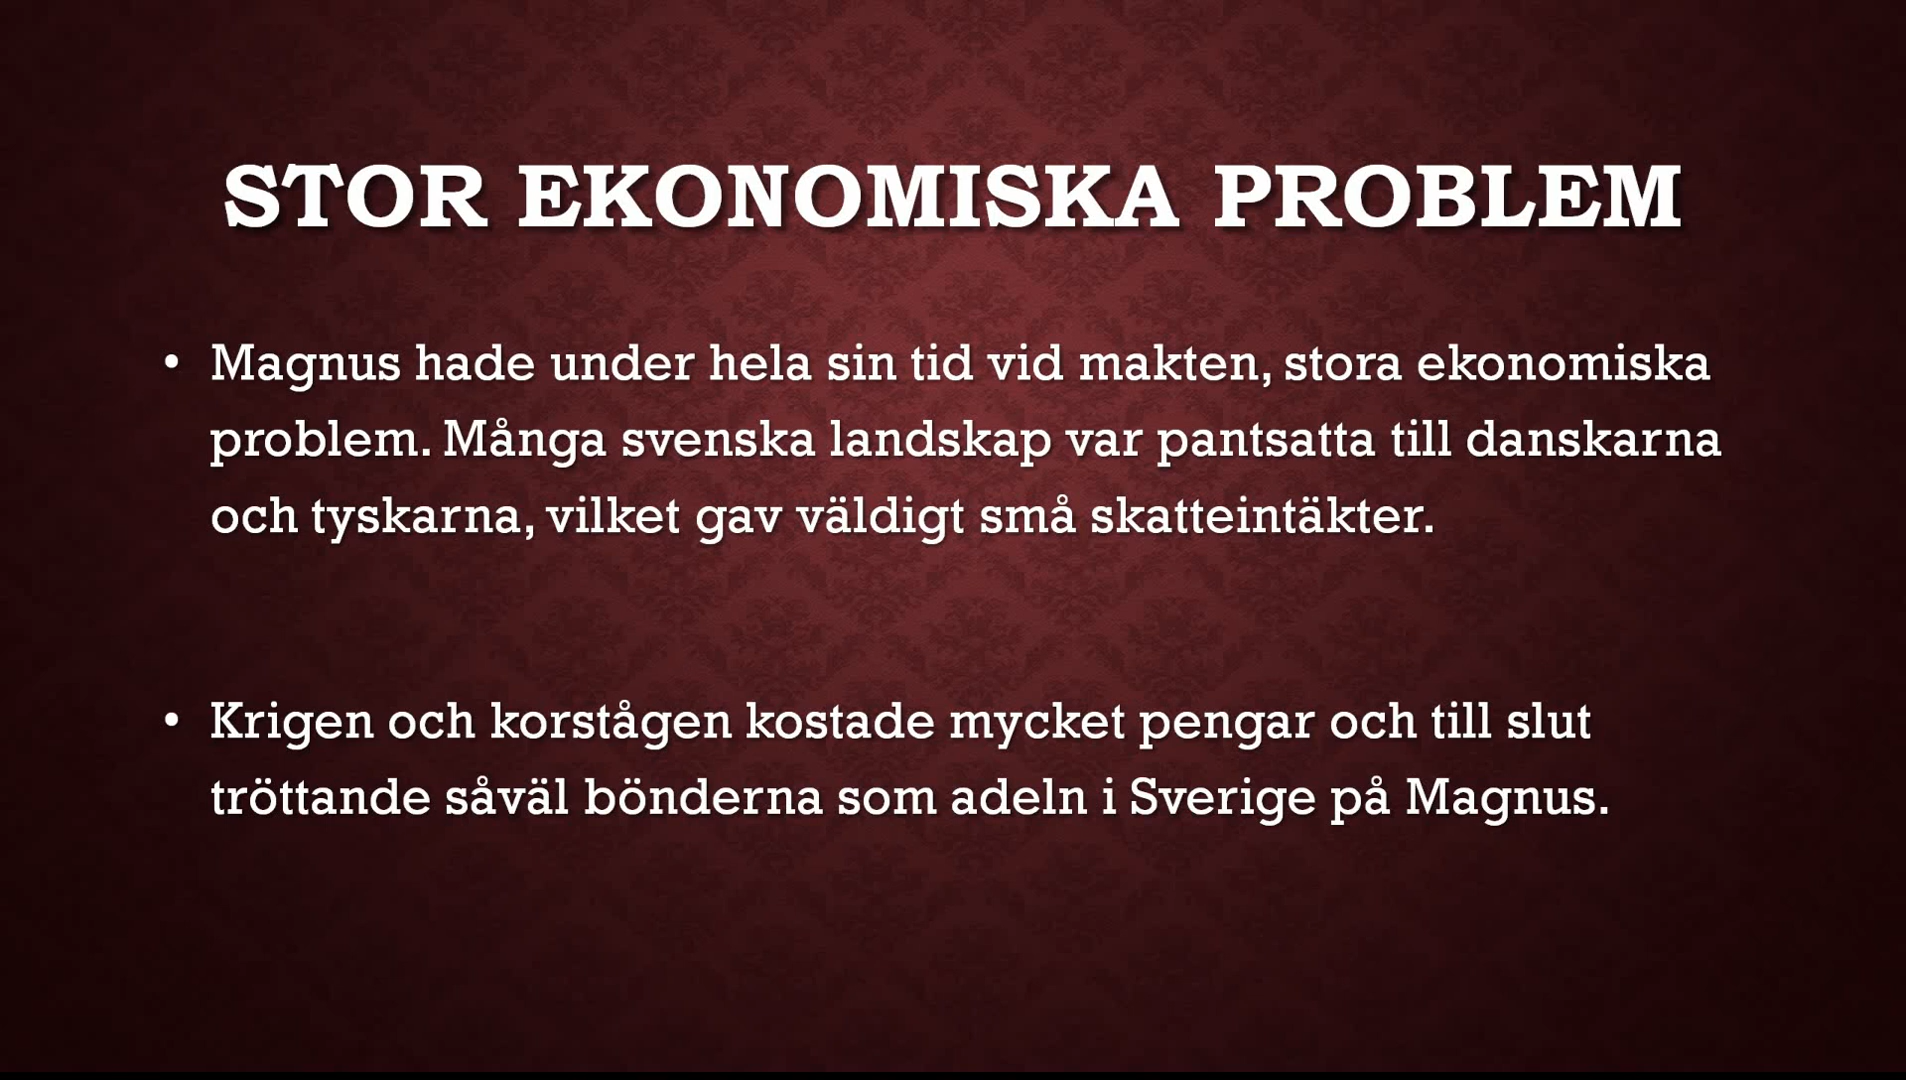 STOR EKONOMISKA PROBLEM
• Magnus hade under hela sin tid vid makten, stora ekonomiska
problem. Många svenska landskap var pantsatta till danskarna
och tyskarna, vilket gav väldigt små skatteintäkter.
• Krigen och korstågen kostade mycket pengar och till slut
tröttande såväl bönderna som adeln i Sverige på Magnus.